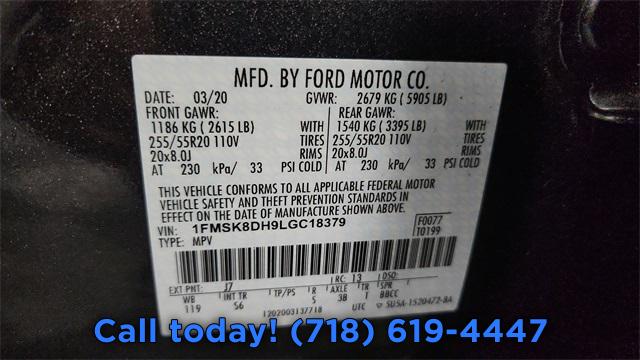 MFD. BY FORD MOTOR CO.
DATE: 03/20 GVWR: 2679 KG ( 5905 LB)
FRONT GAWR: REAR GAWR:
1186 KG ( 2615 LB) WITH 1540 KG ( 3395 LB) WITH
255/55R20 110V TIRES 255/55R20 110V TIRES
20x8.0J RIMS 20x8.0J RIMS
AT 230 kPa/ 33 PSI COLD AT 230 kPa/ 33 PSI COLD
THIS VEHICLE CONFORMS TO ALL APPLICABLE FEDERAL MOTOR
VEHICLE SAFETY AND THEFT PREVENTION STANDARDS IN
EFFECT ON THE DATE OF MANUFACTURE SHOWN ABOVE.
VIN: 1FMSK8DH9LGC18379 F0077
TYPE: MPV T0199
EXT PNT: J7 RC: 13 DSO:
WB INT TR TP/PS R AXLE TR SPR
119 S6 5 3B T BBCC
1202003137718 UTC
Call today! (718) 619-4447